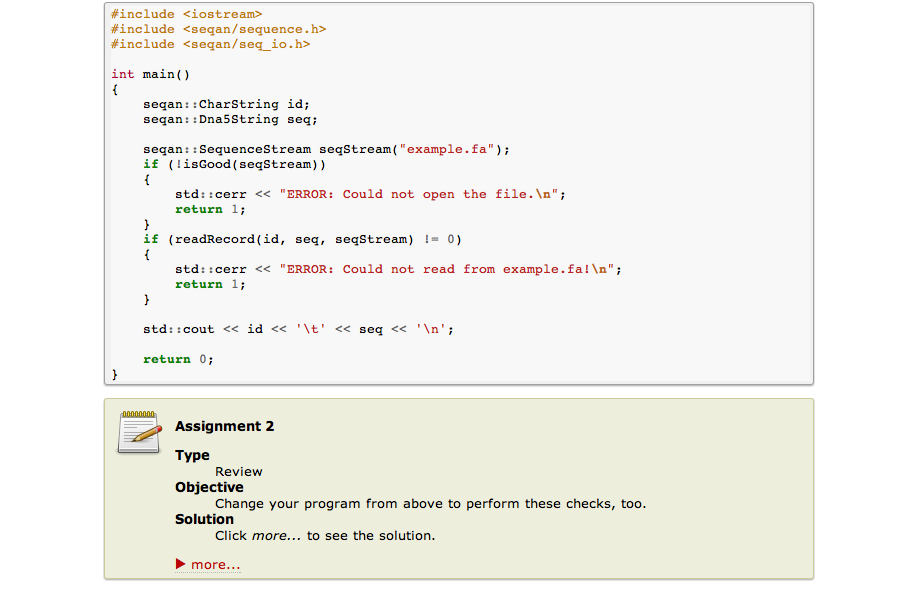 #include <iostream>
#include <seqan/sequence.h>
#include <seqan/seq_io.h>
int main()
{
    seqan::CharString id;
    seqan::Dna5String seq;
    seqan::SequenceStream seqStream("example.fa");
    if (!isGood(seqStream))
    {
        std::cerr << "ERROR: Could not open the file.\n";
        return 1;
    }
    if (readRecord(id, seq, seqStream) != 0)
    {
        std::cerr << "ERROR: Could not read from example.fa!\n";
        return 1;
    }
    std::cout << id << '\t' << seq << '\n';
    return 0;
}
Assignment 2
Type
Review
Objective
Change your program from above to perform these checks, too.
Solution
Click more... to see the solution.
more...